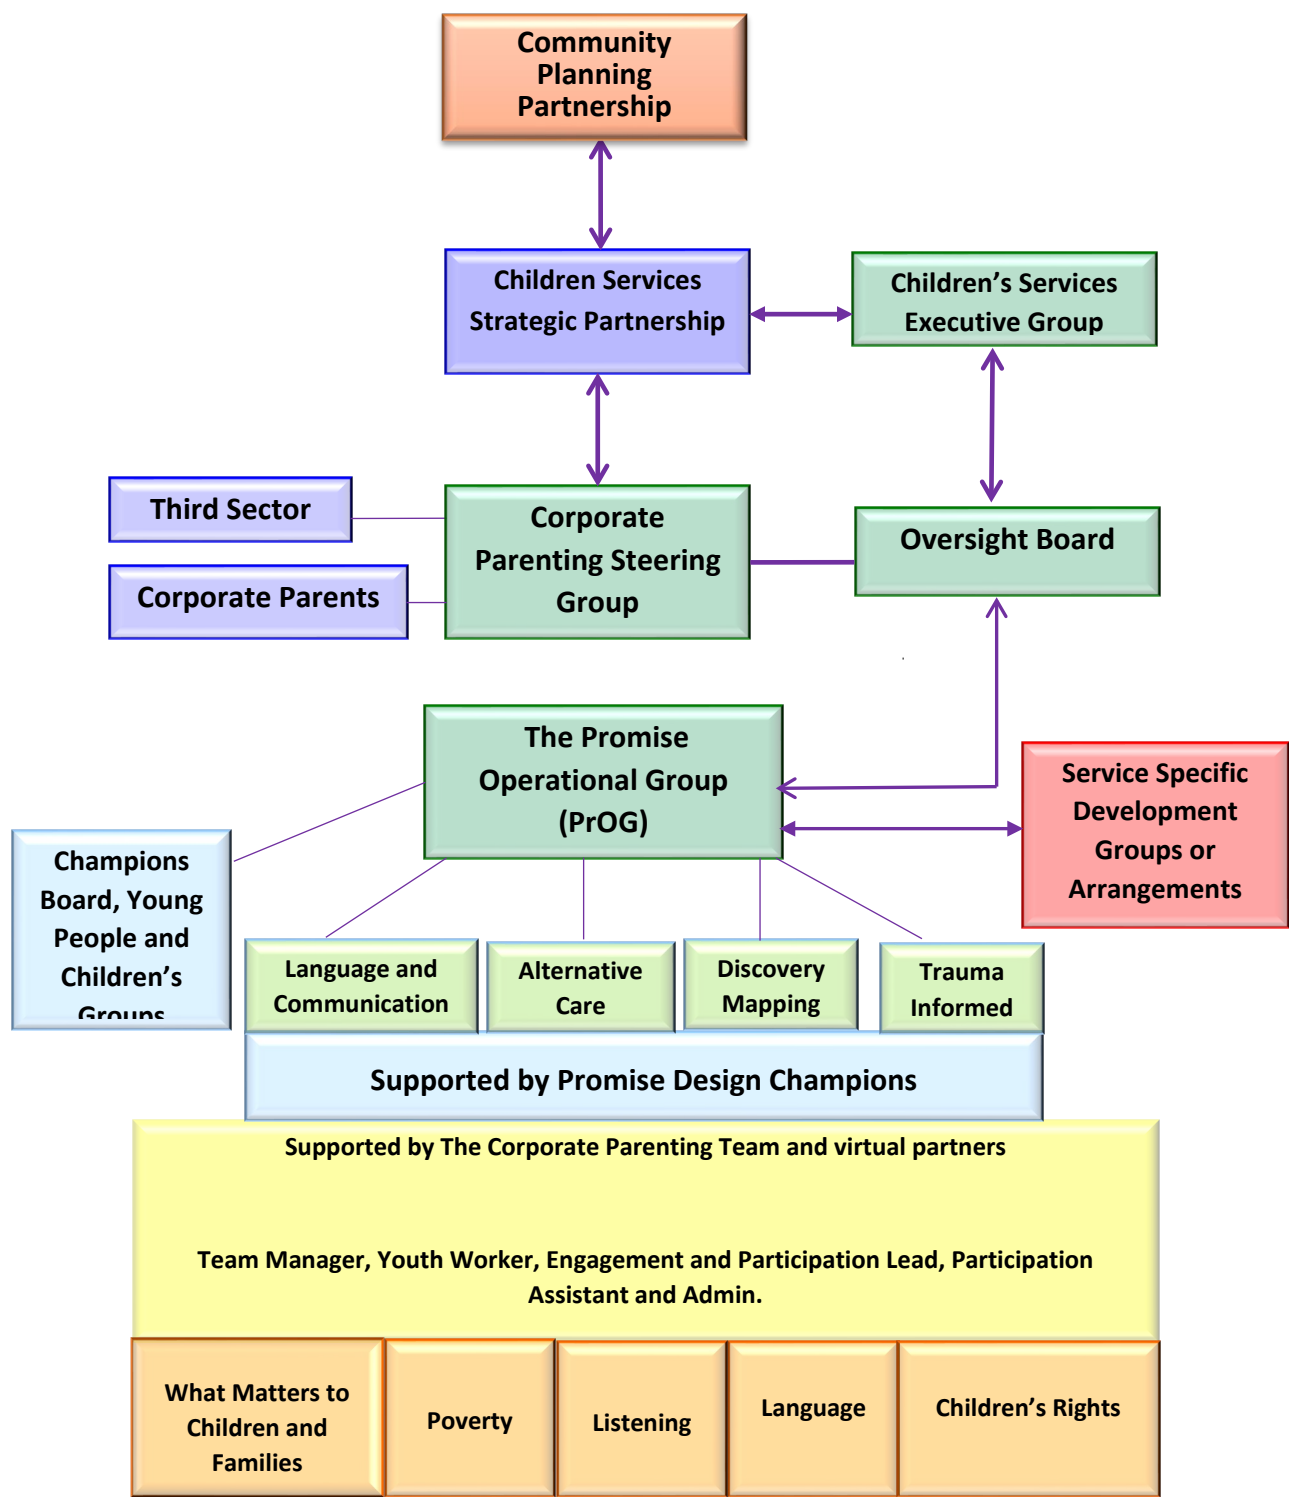 Community
Planning
Partnership
Children Services
Strategic Partnership
Children’s Services
Executive Group
Third Sector
Corporate Parents
Corporate
Parenting Steering
Group
Oversight Board
The Promise
Operational Group
(PrOG)
Service Specific
Development
Groups or
Arrangements
Champions
Board, Young
People and
Children’s
Groups
Language and
Communication
Alternative
Care
Discovery
Mapping
Trauma
Informed
Supported by Promise Design Champions
Supported by The Corporate Parenting Team and virtual partners
Team Manager, Youth Worker, Engagement and Participation Lead, Participation
Assistant and Admin.
What Matters to
Children and
Families
Poverty
Listening
Language
Children’s Rights